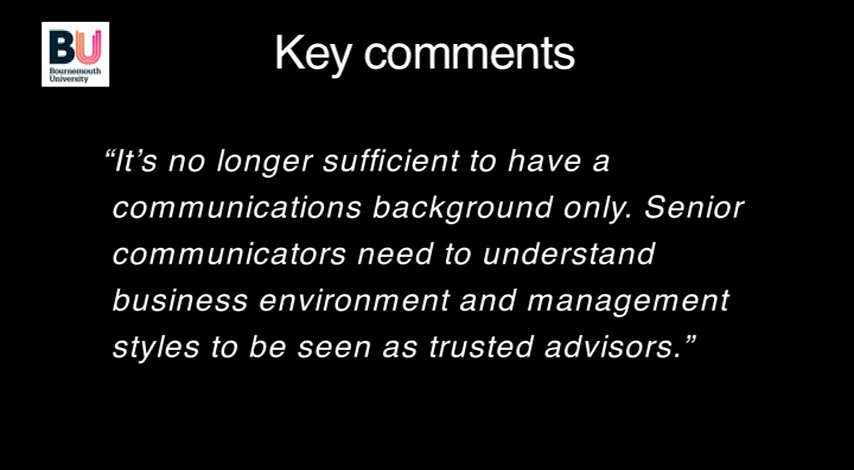 BU
Bournemouth
University
Key comments
“It’s no longer sufficient to have a
communications background only. Senior
communicators need to understand
business environment and management
styles to be seen as trusted advisors.”